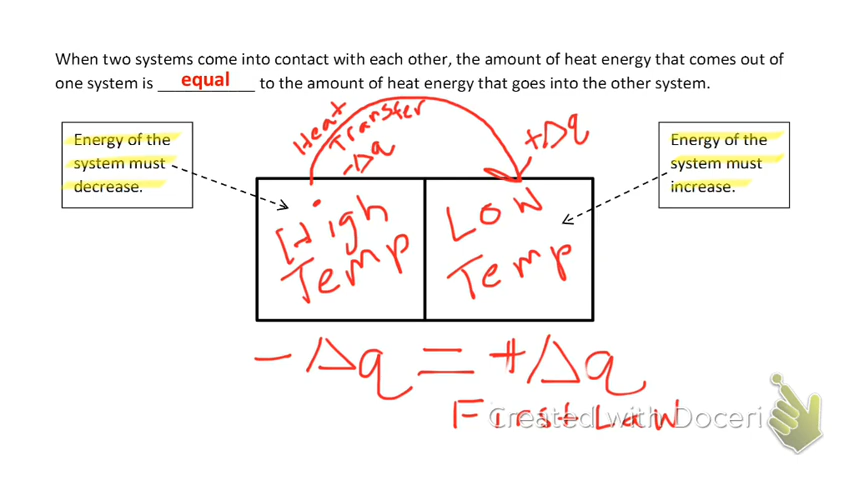 When two systems come into contact with each other, the amount of heat energy that comes out of
one system is equal to the amount of heat energy that goes into the other system.
Heat Transfer
-Δq
+Δq
Energy of the
system must
decrease.
Energy of the
system must
increase.
High
Temp
Low
Temp
-Δq = +Δq
First Law
Created with Doceri